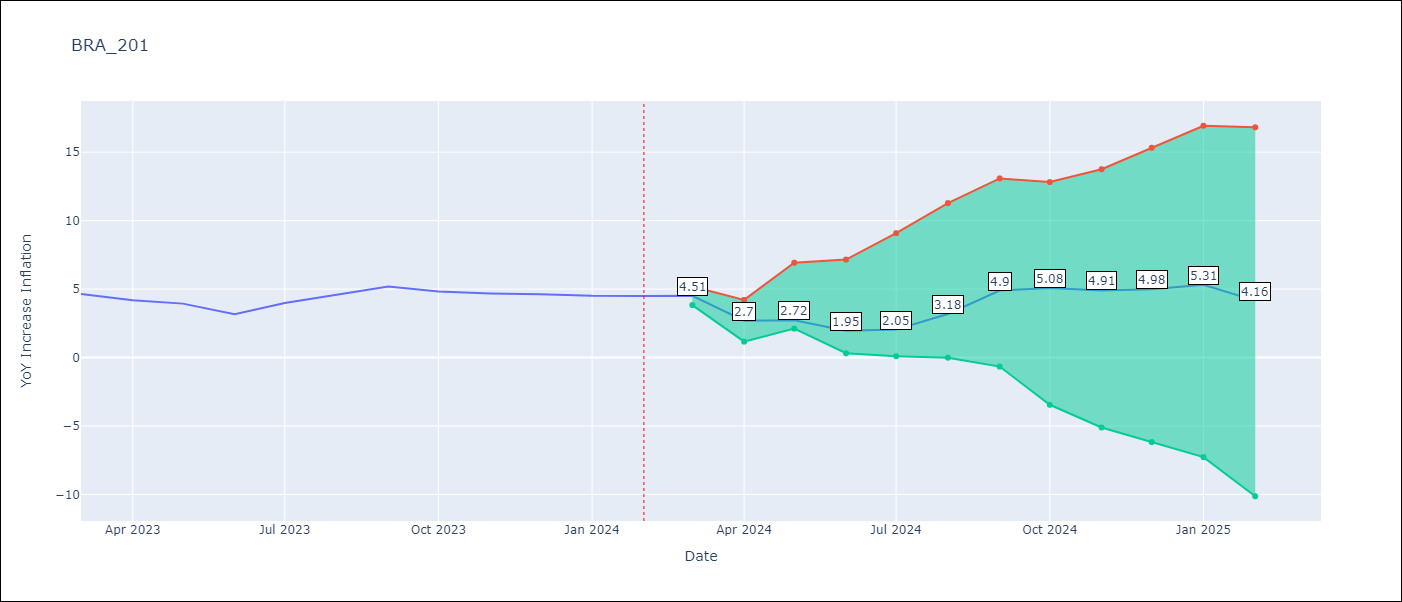 BRA_201
YoY Increase Inflation
15
10
5
0
−5
−10
4.51
2.7
2.72
1.95
2.05
3.18
4.9
5.08
4.91
4.98
5.31
4.16
Apr 2023
Jul 2023
Oct 2023
Jan 2024
Apr 2024
Jul 2024
Oct 2024
Jan 2025
Date